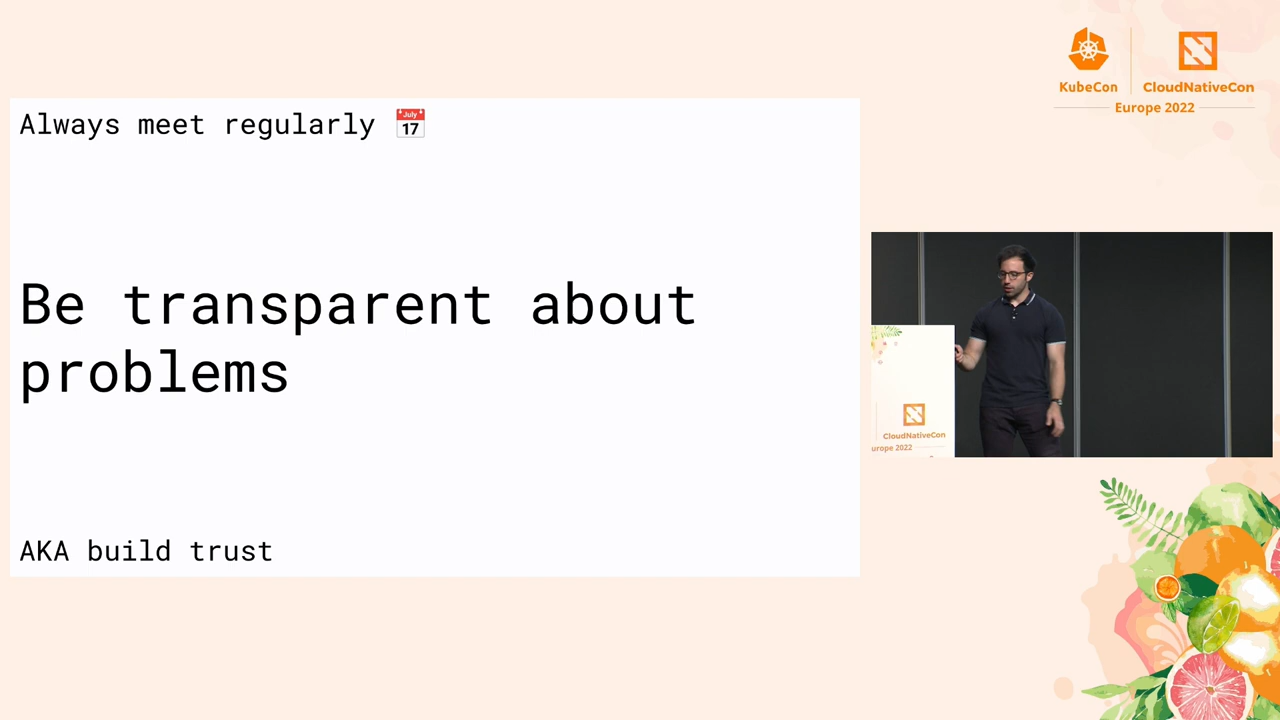 Always meet regularly
July
17
Be transparent about
problems
AKA build trust
KubeCon
CloudNativeCon
Europe 2022
CloudNativeCon
urope 2022